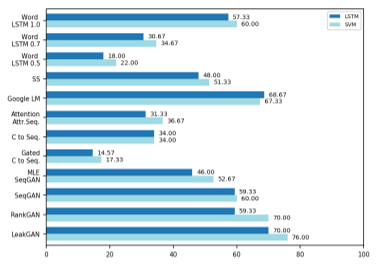 Word
LSTM 1.0
57.33
60.00
LSTM
SVM
Word
LSTM 0.7
30.67
34.67
Word
LSTM 0.5
18.00
22.00
SS
48.00
51.33
Google LM
68.67
67.33
Attention
Attr.Seq.
31.33
36.67
C to Seq.
34.00
34.00
Gated
C to Seq.
14.57
17.33
MLE
SeqGAN
46.00
52.67
SeqGAN
59.33
60.00
RankGAN
59.33
70.00
LeakGAN
70.00
76.00
0
20
40
60
80
100